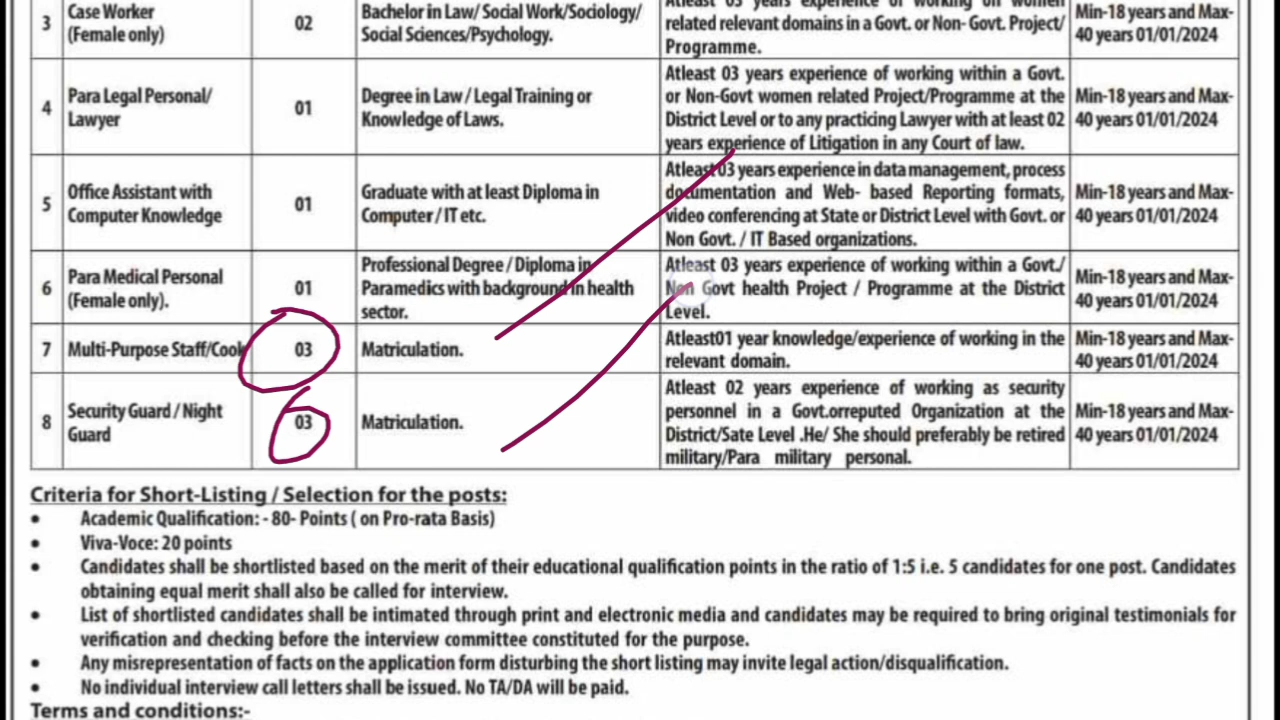 3 Case Worker (Female only) 02 Bachelor in Law/ Social Work/Sociology/ Social Sciences/Psychology. Atleast 03 years experience of working on women related relevant domains in a Govt. or Non- Govt. Project/ Programme. Min-18 years and Max- 40 years 01/01/2024
4 Para Legal Personal/ Lawyer 01 Degree in Law / Legal Training or Knowledge of Laws. Atleast 03 years experience of working within a Govt. or Non-Govt women related Project/Programme at the District Level or to any practicing Lawyer with at least 02 years experience of Litigation in any Court of law. Min-18 years and Max- 40 years 01/01/2024
5 Office Assistant with Computer Knowledge 01 Graduate with at least Diploma in Computer / IT etc. Atleast 03 years experience in data management, process documentation and Web- based Reporting formats, video conferencing at State or District Level with Govt. or Non Govt. / IT Based organizations. Min-18 years and Max- 40 years 01/01/2024
6 Para Medical Personal (Female only). 01 Professional Degree / Diploma in Paramedics with background in health sector. Atleast 03 years experience of working within a Govt./ Non Govt health Project / Programme at the District Level. Min-18 years and Max- 40 years 01/01/2024
7 Multi-Purpose Staff/Cook 03 Matriculation. Atleast01 year knowledge/experience of working in the relevant domain. Min-18 years and Max- 40 years 01/01/2024
8 Security Guard / Night Guard 03 Matriculation. Atleast 02 years experience of working as security personnel in a Govt.orreputed Organization at the District/Sate Level .He/ She should preferably be retired military/Para military personal. Min-18 years and Max- 40 years 01/01/2024
Criteria for Short-Listing / Selection for the posts:
• Academic Qualification: - 80- Points ( on Pro-rata Basis)
• Viva-Voce: 20 points
• Candidates shall be shortlisted based on the merit of their educational qualification points in the ratio of 1:5 i.e. 5 candidates for one post. Candidates
obtaining equal merit shall also be called for interview.
• List of shortlisted candidates shall be intimated through print and electronic media and candidates may be required to bring original testimonials for
verification and checking before the interview committee constituted for the purpose.
• Any misrepresentation of facts on the application form disturbing the short listing may invite legal action/disqualification.
• No individual interview call letters shall be issued. No TA/DA will be paid.
Terms and conditions:-